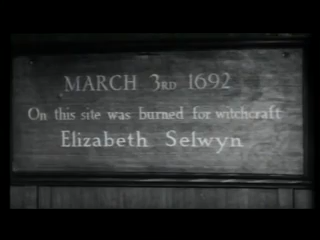 MARCH 3RD 1692
On this site was burned for witchcraft
Elizabeth Selwyn